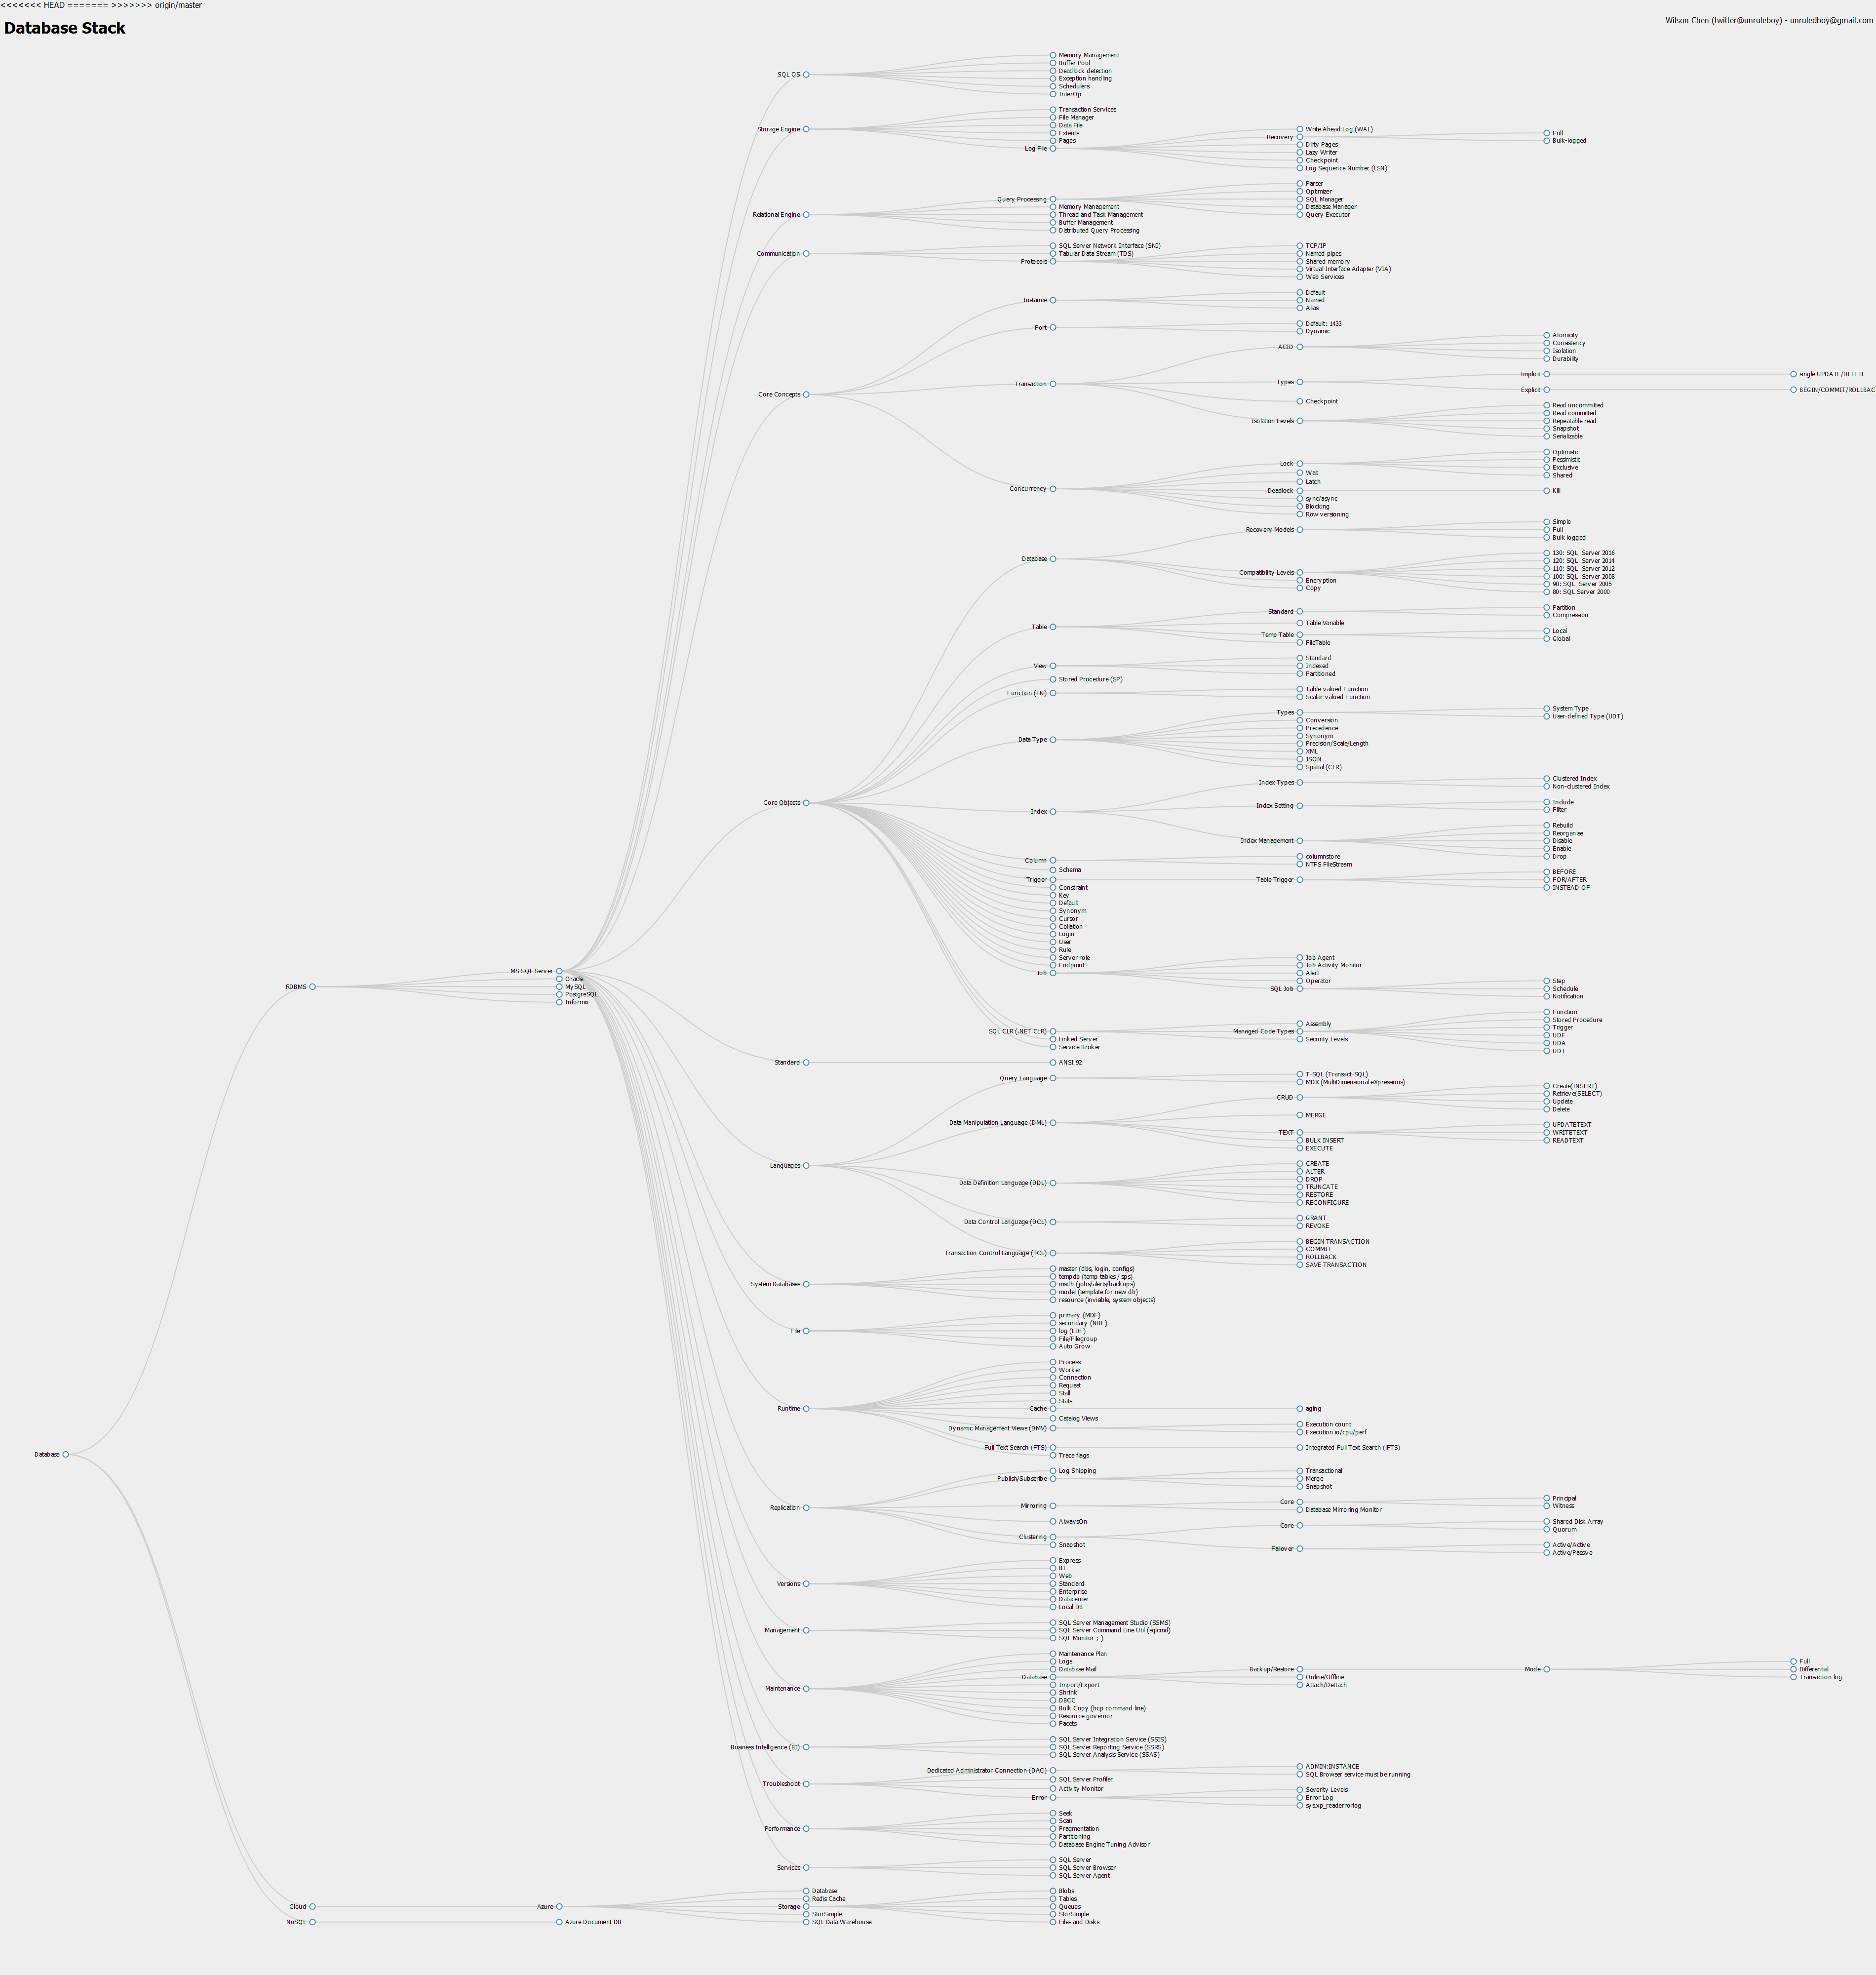 <<<<<<< HEAD ======= >>>>>>> origin/master
Database Stack
Wilson Chen (twitter@unruleboy) - unruledboy@gmail.com
Database
RDBMS
MS SQL Server
SQL OS
Memory Management
Buffer Pool
Deadlock detection
Exception handling
Schedulers
InterOp
Storage Engine
Transaction Services
File Manager
Data File
Extents
Pages
Log File
Write Ahead Log (WAL)
Recovery
Full
Bulk-logged
Dirty Pages
Lazy Writer
Checkpoint
Log Sequence Number (LSN)
Relational Engine
Query Processing
Parser
Optimizer
SQL Manager
Database Manager
Query Executor
Memory Management
Thread and Task Management
Buffer Management
Distributed Query Processing
Communication
SQL Server Network Interface (SNI)
Tabular Data Stream (TDS)
Protocols
TCP/IP
Named pipes
Shared memory
Virtual Interface Adapter (VIA)
Web Services
Core Concepts
Instance
Default
Named
Alias
Port
Default: 1433
Dynamic
Transaction
ACID
Atomicity
Consistency
Isolation
Durability
Types
Implicit
single UPDATE/DELETE
Explicit
BEGIN/COMMIT/ROLLBAC
Checkpoint
Isolation Levels
Read uncommitted
Read committed
Repeatable read
Snapshot
Serializable
Concurrency
Lock
Optimistic
Pessimistic
Exclusive
Shared
Wait
Latch
Deadlock
Kill
sync/async
Blocking
Row versioning
Core Objects
Database
Recovery Models
Simple
Full
Bulk logged
Compatibility Levels
130: SQL  Server 2016
120: SQL  Server 2014
110: SQL  Server 2012
100: SQL  Server 2008
90: SQL  Server 2005
80: SQL Server 2000
Encryption
Copy
Table
Standard
Partition
Compression
Table Variable
Temp Table
Local
Global
FileTable
View
Standard
Indexed
Partitioned
Stored Procedure (SP)
Function (FN)
Table-valued Function
Scalar-valued Function
Data Type
Types
System Type
User-defined Type (UDT)
Conversion
Precedence
Synonym
Precision/Scale/Length
XML
JSON
Spatial (CLR)
Index
Index Types
Clustered Index
Non-clustered Index
Index Setting
Include
Filter
Index Management
Rebuild
Reorganise
Disable
Enable
Drop
Column
columnstore
NTFS FileStream
Schema
Trigger
Table Trigger
BEFORE
FOR/AFTER
INSTEAD OF
Constraint
Key
Default
Synonym
Cursor
Collation
Login
User
Rule
Server role
Endpoint
Job
Job Agent
Job Activity Monitor
Alert
Operator
SQL Job
Step
Schedule
Notification
SQL CLR (.NET CLR)
Assembly
Managed Code Types
Function
Stored Procedure
Trigger
UDF
UDA
UDT
Security Levels
Linked Server
Service Broker
Standard
ANSI 92
Languages
Query Language
T-SQL (Transact-SQL)
MDX (MultiDimensional eXpressions)
Data Manipulation Language (DML)
CRUD
Create(INSERT)
Retrieve(SELECT)
Update
Delete
MERGE
TEXT
UPDATETEXT
WRITETEXT
READTEXT
BULK INSERT
EXECUTE
Data Definition Language (DDL)
CREATE
ALTER
DROP
TRUNCATE
RESTORE
RECONFIGURE
Data Control Language (DCL)
GRANT
REVOKE
Transaction Control Language (TCL)
BEGIN TRANSACTION
COMMIT
ROLLBACK
SAVE TRANSACTION
System Databases
master (dbs, login, configs)
tempdb (temp tables / sps)
msdb (jobs/alerts/backups)
model (template for new db)
resource (invisible, system objects)
File
primary (MDF)
secondary (NDF)
log (LDF)
File/Filegroup
Auto Grow
Runtime
Process
Worker
Connection
Request
Stall
Stats
Cache
aging
Catalog Views
Dynamic Management Views (DMV)
Execution count
Execution io/cpu/perf
Full Text Search (FTS)
Integrated Full Text Search (iFTS)
Trace flags
Replication
Log Shipping
Publish/Subscribe
Transactional
Merge
Snapshot
Mirroring
Core
Principal
Witness
Database Mirroring Monitor
AlwaysOn
Clustering
Core
Shared Disk Array
Quorum
Failover
Active/Active
Active/Passive
Snapshot
Versions
Express
BI
Web
Standard
Enterprise
Datacenter
Local DB
Management
SQL Server Management Studio (SSMS)
SQL Server Command Line Util (sqlcmd)
SQL Monitor ;-)
Maintenance
Maintenance Plan
Logs
Database Mail
Database
Backup/Restore
Mode
Full
Differential
Transaction log
Online/Offline
Attach/Dettach
Import/Export
Shrink
DBCC
Bulk Copy (bcp command line)
Resource governor
Facets
Business Intelligence (BI)
SQL Server Integration Service (SSIS)
SQL Server Reporting Service (SSRS)
SQL Server Analysis Service (SSAS)
Troubleshoot
Dedicated Administrator Connection (DAC)
ADMIN:INSTANCE
SQL Browser service must be running
SQL Server Profiler
Activity Monitor
Error
Severity Levels
Error Log
sys.xp_readerrorlog
Performance
Seek
Scan
Fragmentation
Partitioning
Database Engine Tuning Advisor
Services
SQL Server
SQL Server Browser
SQL Server Agent
Oracle
MySQL
PostgreSQL
Informix
Cloud
Azure
Database
Redis Cache
Storage
Blobs
Tables
Queues
StorSimple
Files and Disks
StorSimple
SQL Data Warehouse
NoSQL
Azure Document DB